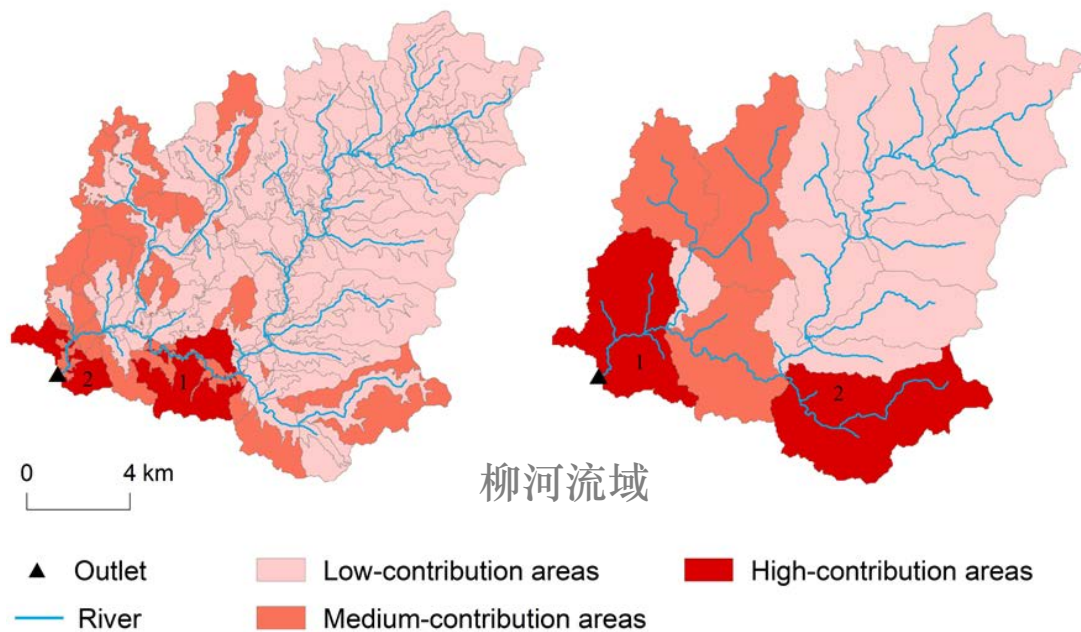 2
1
1
2
0 4 km
柳河流域
Outlet
Low-contribution areas
High-contribution areas
River
Medium-contribution areas